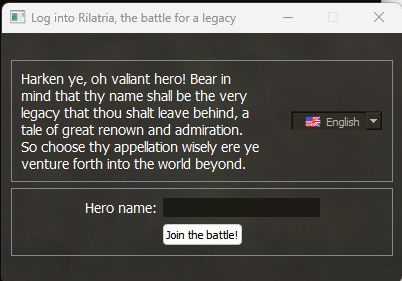 Log into Rilatria, the battle for a legacy
Harken ye, oh valiant hero! Bear in
mind that thy name shall be the very
legacy that thou shalt leave behind, a
tale of great renown and admiration.
So choose thy appellation wisely ere ye
venture forth into the world beyond.
English
Hero name:
Join the battle!